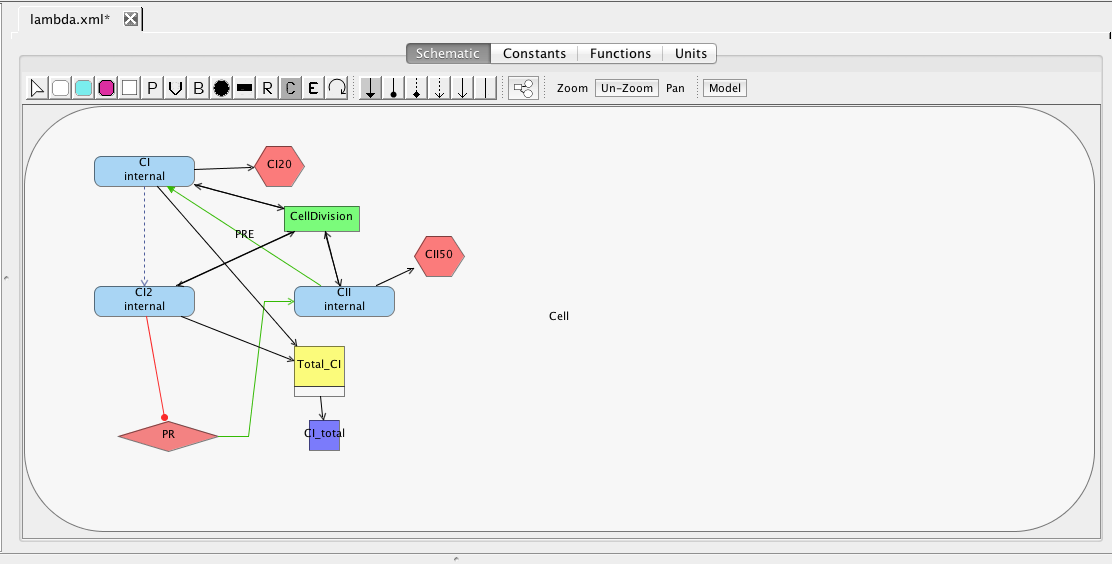 lambda.xml*
Schematic Constants Functions Units
P V B R C E Zoom Un-Zoom Pan Model
CI
internal
CI20
CellDivision
PRE
CII50
CI2
internal
CII
internal
Cell
Total_CI
PR
CI_total